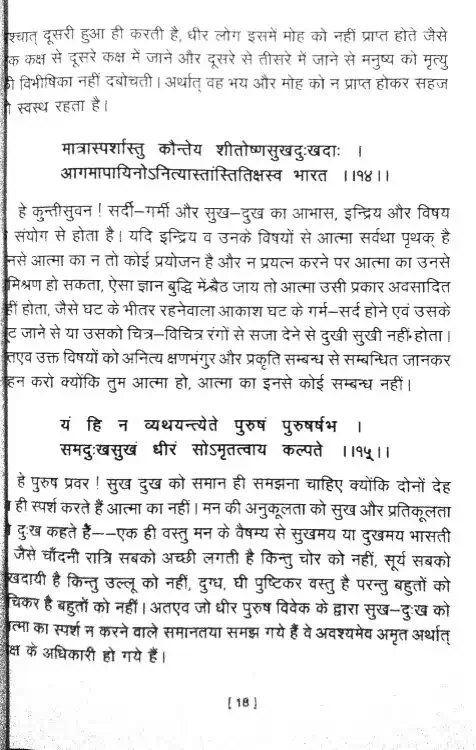 श्चात् दूसरी हुआ ही करती है, धीर लोग इसमें मोह को नहीं प्राप्त होते जैसे
क कक्ष से दूसरे कक्ष में जाने और दूसरे से तीसरे में जाने से मनुष्य को मृत्यु
ी विभीषिका नहीं दबोचती। अर्थात् वह भय और मोह को न प्राप्त होकर सहज
स्वस्थ रहता है।
मात्रास्पर्शास्तु कौन्तेय शीतोष्णसुखदुःखदाः ।
आगमापायिनोऽनित्यास्तांस्तितिक्षस्व भारत ।।१४।।
हे कुन्तीसुवन ! सर्दी–गर्मी और सुख–दुख का आभास, इन्द्रिय और विषय
संयोग से होता है। यदि इन्द्रिय व उनके विषयों से आत्मा सर्वथा पृथक् है
नसे आत्मा का न तो कोई प्रयोजन है और न प्रयत्न करने पर आत्मा का उनसे
मिश्रण हो सकता, ऐसा ज्ञान बुद्धि में बैठ जाय तो आत्मा उसी प्रकार अवसादित
हीं होता, जैसे घट के भीतर रहनेवाला आकाश घट के गर्म–सर्द होने एवं उसके
ट जाने से या उसको चित्र–विचित्र रंगों से सजा देने से दुखी सुखी नहीं होता।
तएव उक्त विषयों को अनित्य क्षणभंगुर और प्रकृति सम्बन्ध से सम्बन्धित जानकर
हन करो क्योंकि तुम आत्मा हो, आत्मा का इनसे कोई सम्बन्ध नहीं।
यं हि न व्यथयन्त्येते पुरुषं पुरुषर्षभ ।
समदुःखसुखं धीरं सोऽमृतत्वाय कल्पते ।।१५।।
हे पुरुष प्रवर ! सुख दुख को समान ही समझना चाहिए क्योंकि दोनों देह
ही स्पर्श करते हैं आत्मा का नहीं। मन की अनुकूलता को सुख और प्रतिकूलता
दुःख कहते हैं––एक ही वस्तु मन के वैषम्य से सुखमय या दुखमय भासती
जैसे चाँदनी रात्रि सबको अच्छी लगती है किन्तु चोर को नहीं, सूर्य सबको
खदायी है किन्तु उल्लू को नहीं, दुग्ध, घी पुष्टिकर वस्तु है परन्तु बहुतों को
चिकर है बहुतों को नहीं। अतएव जो धीर पुरुष विवेक के द्वारा सुख–दुःख को
त्मा का स्पर्श न करने वाले समानतया समझ गये हैं वे अवश्यमेव अमृत अर्थात्
क्ष के अधिकारी हो गये हैं।
[ 18 ]